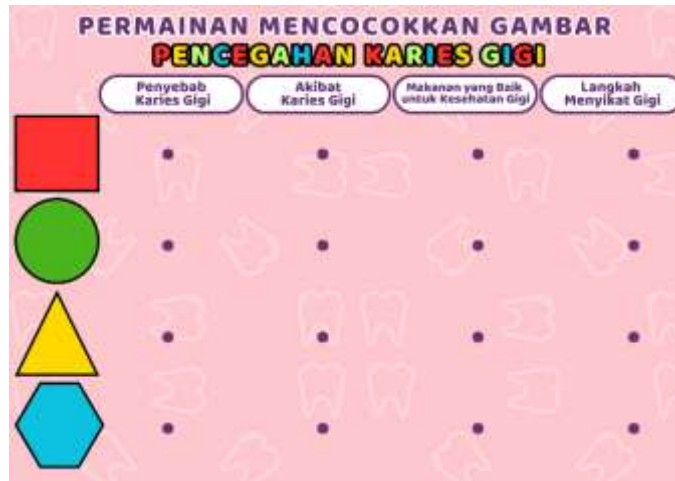 PERMAINAN MENCOCOKKAN GAMBAR
PENCEGAHAN KARIES GIGI
Penyebab
Karies Gigi
Akibat
Karies Gigi
Makanan yang Baik
untuk Kesehatan Gigi
Langkah
Menyikat Gigi